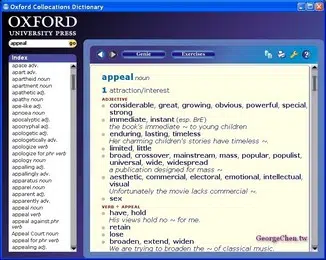 Oxford Collocations Dictionary
OXFORD
UNIVERSITY PRESS
appeal
go
Index
apace adv.
apart adv.
apartheid noun
apartment noun
apathetic adj.
apathy noun
ape noun
ape-like adj.
apnoea noun
apocalyptic adj.
apocryphal adj.
apologetic adj.
apologetically adv.
apologize verb
apologize for phr verb
apology noun
appalling adj.
appallingly adv.
apparatus noun
apparel noun
apparent adj.
apparently adv.
appeal noun
appeal verb
appeal against phr verb
Appeal Court noun
appeal for phr verb
appealing adj.
Genie
Exercises
appeal noun
1 attraction/interest
ADJECTIVE
considerable, great, growing, obvious, powerful, special, strong
immediate, instant (esp. BrE)
the book's immediate ~ to young children
enduring, lasting, timeless
Her charming children's stories have timeless ~.
limited, little
broad, crossover, mainstream, mass, popular, populist, universal, wide, widespread
a publication designed for mass ~
aesthetic, commercial, electoral, emotional, intellectual, visual
Unfortunately the movie lacks commercial ~.
sex
VERB + APPEAL
have, hold
His views hold no ~ for me.
retain
lose
broaden, extend, widen
We are trying to broaden the ~ of classical music.
GeorgeChen.tw